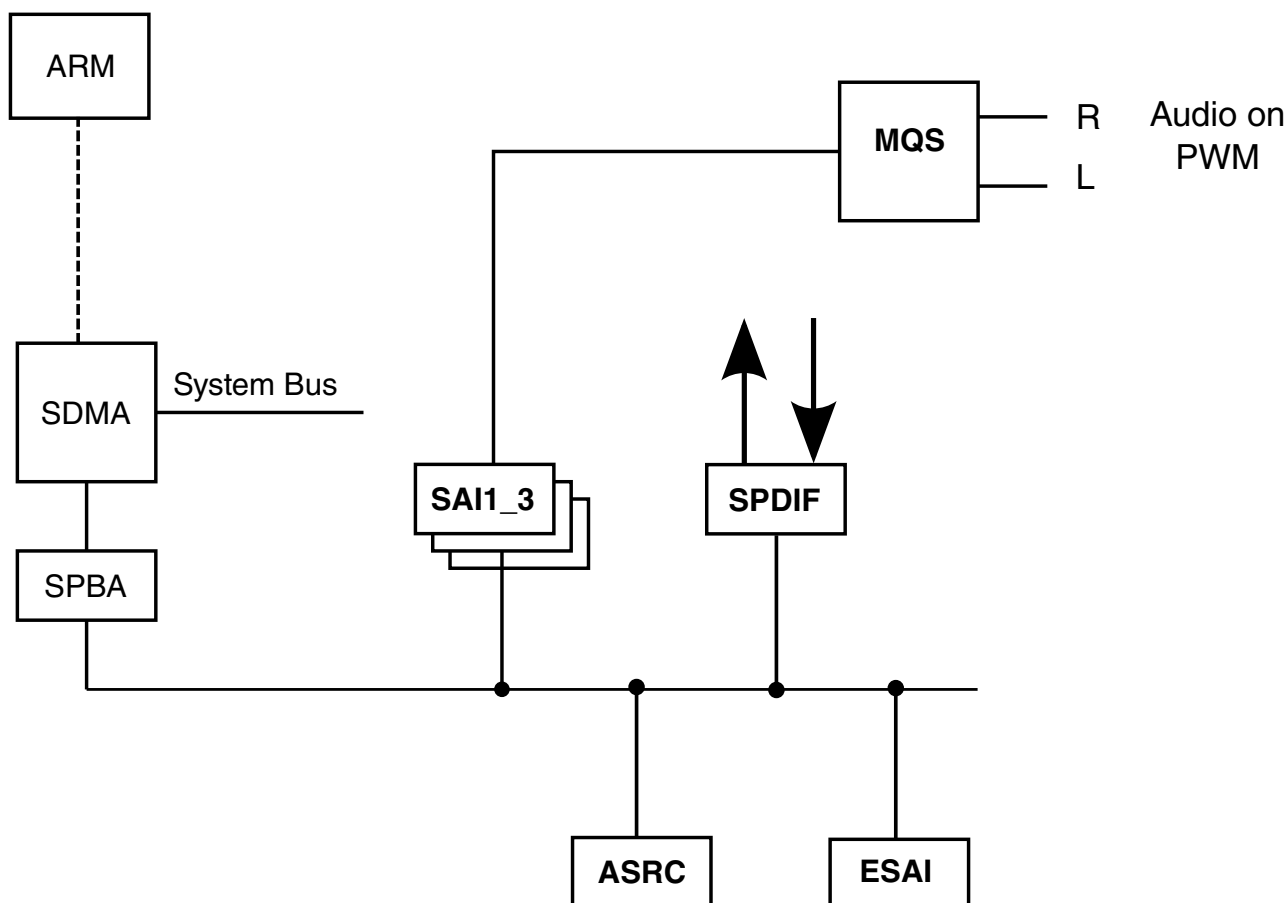 ARM
MQS
R
L
Audio on
PWM
System Bus
SDMA
SAI1_3
SPDIF
SPBA
ASRC
ESAI